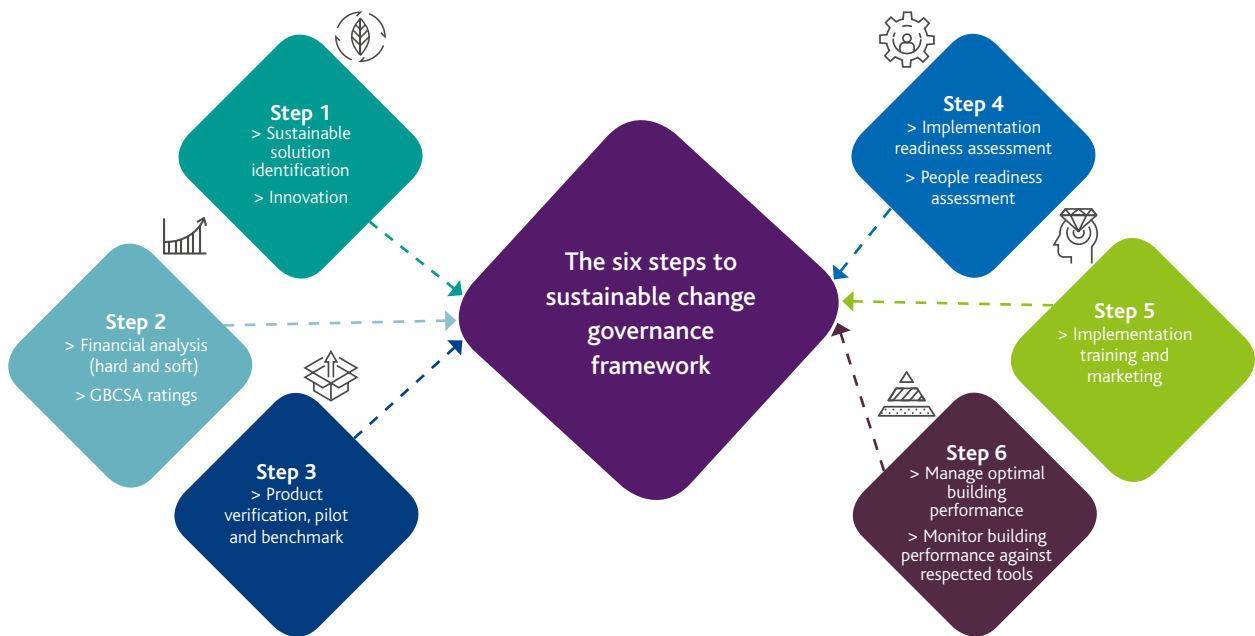 Step 1
> Sustainable
solution
identification
> Innovation
Step 2
> Financial analysis
(hard and soft)
> GBCSA ratings
Step 3
> Product
verification, pilot
and benchmark
The six steps to
sustainable change
governance
framework
Step 4
> Implementation
readiness assessment
> People readiness
assessment
Step 5
> Implementation
training and
marketing
Step 6
> Manage optimal
building
performance
> Monitor building
performance against
respected tools